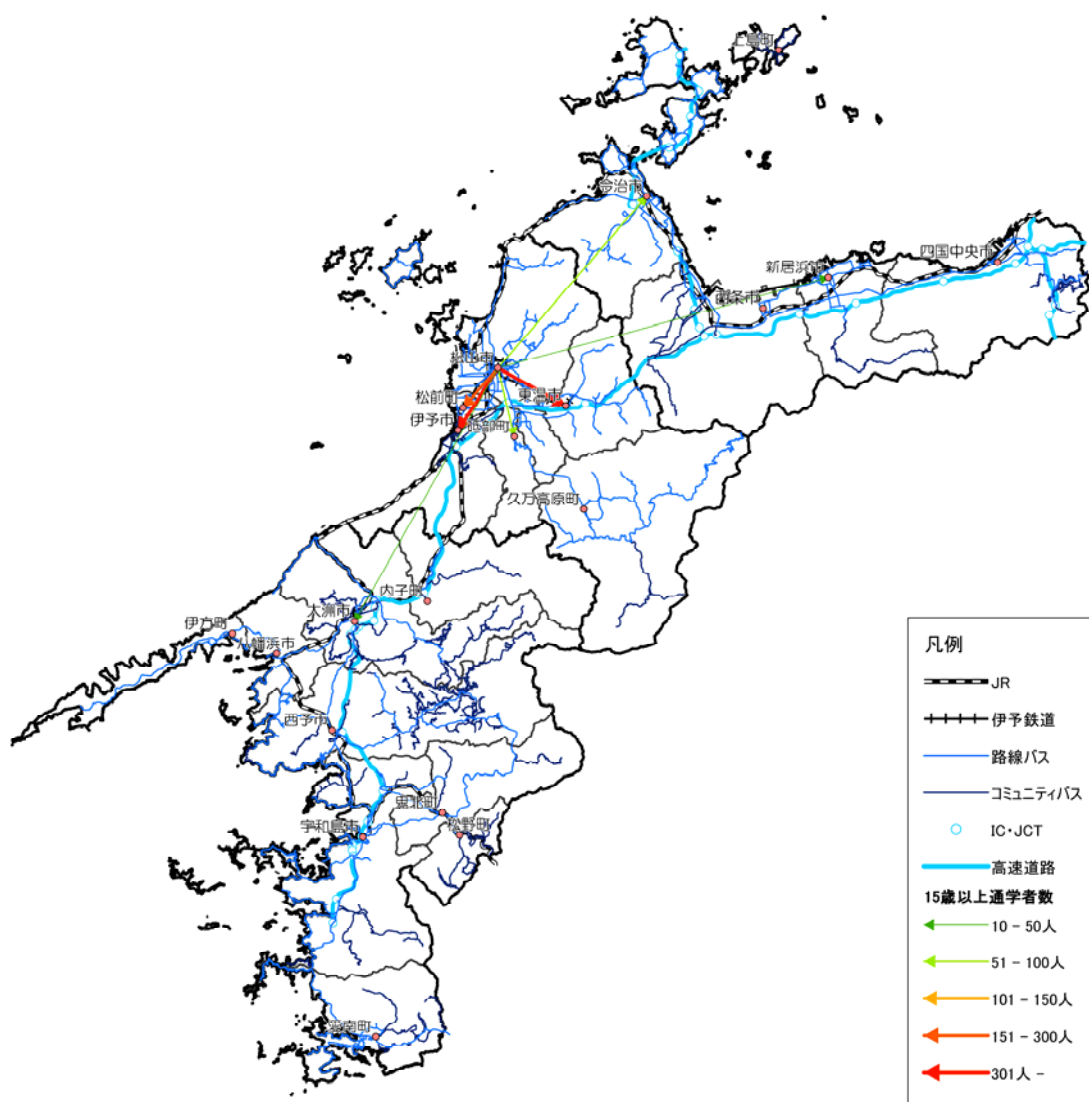 上島町
今治市
四国中央市
新居浜市
西条市
松山市
松前町
東温市
伊予市
砥部町
久万高原町
内子町
大洲市
伊方町
八幡浜市
西予市
鬼北町
松野町
宇和島市
愛南町
凡例
JR
伊予鉄道
路線バス
コミュニティバス
IC・JCT
高速道路
15歳以上通学者数
10 - 50人
51 - 100人
101 - 150人
151 - 300人
301人 -